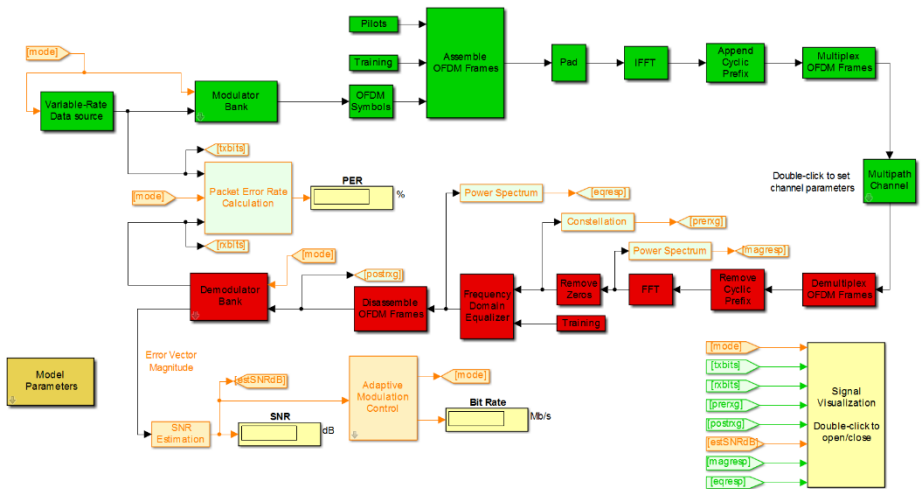 Pilots
[mode]
Training
Assemble
OFDM Frames
Pad
IFFT
Append
Cyclic
Prefix
Multiplex
OFDM Frames
Variable-Rate
Data source
Modulator
Bank
OFDM
Symbols
[txbits]
Packet Error Rate
Calculation
[mode]
PER
%
[rxbits]
Double-click to set
channel parameters
Multipath
Channel
Power Spectrum
[eqresp]
Constellation
[prerxg]
Power Spectrum
[magresp]
[mode]
[postrxg]
Demodulator
Bank
Disassemble
OFDM Frames
Frequency
Domain
Equalizer
Remove
Zeros
FFT
Remove
Cyclic
Prefix
Demultiplex
OFDM Frames
Training
Model
Parameters
Error Vector
Magnitude
[estSNRdB]
SNR
Estimation
SNR
dB
Adaptive
Modulation
Control
[mode]
Bit Rate
Mb/s
[mode]
[txbits]
[rxbits]
[prerxg]
[postrxg]
[estSNRdB]
[magresp]
[eqresp]
Signal
Visualization
Double-click to
open/close